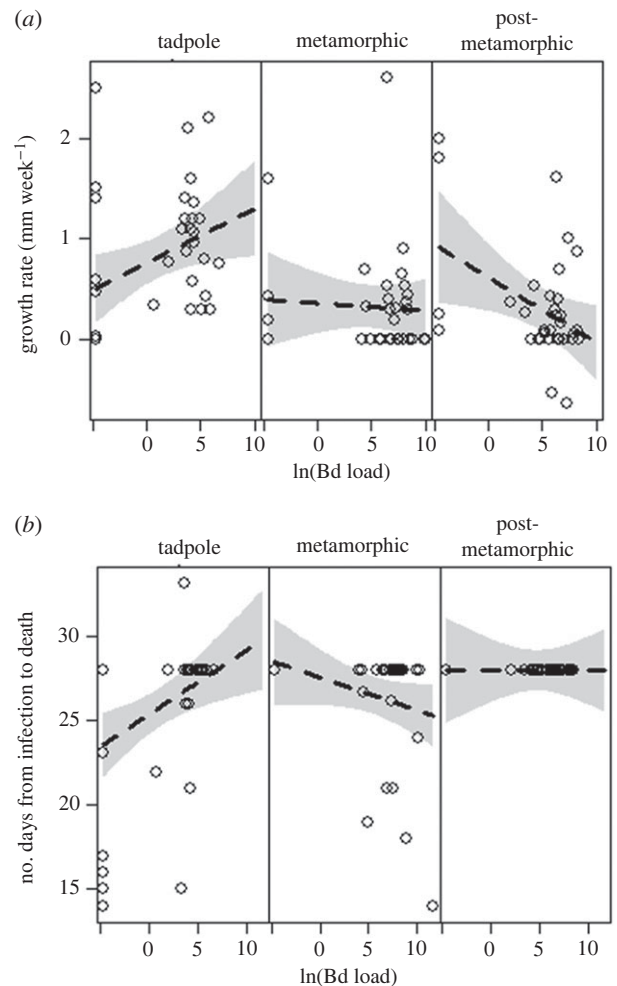 (a)
tadpole metamorphic post-
metamorphic
growth rate (mm week⁻¹)
2
1
0
0 5 10 0 5 10 0 5 10
ln(Bd load)
(b)
tadpole metamorphic post-
metamorphic
no. days from infection to death
30
25
20
15
0 5 10 0 5 10 0 5 10
ln(Bd load)